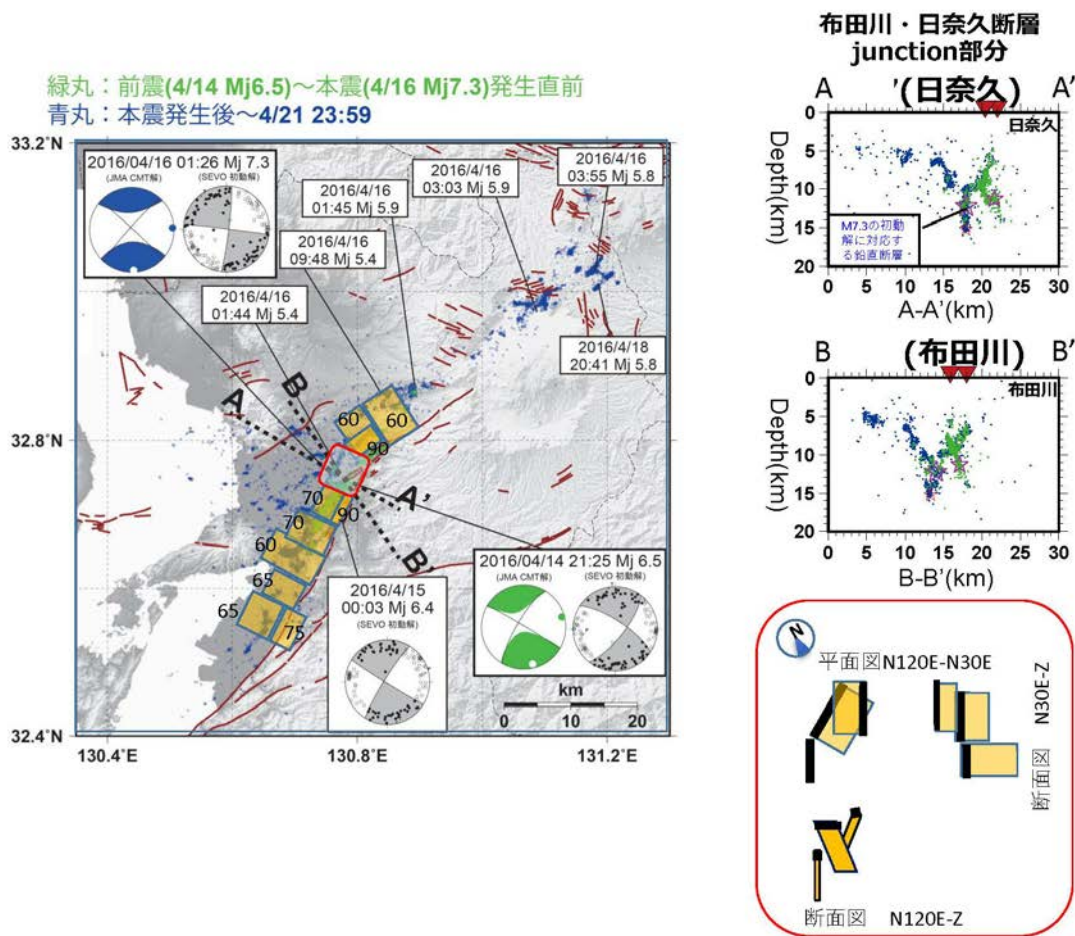 緑丸：前震(4/14 Mj6.5)～本震(4/16 Mj7.3)発生直前
青丸：本震発生後～4/21 23:59
33.2°N
32.8°N
32.4°N
130.4°E
130.8°E
131.2°E
2016/04/16 01:26 Mj 7.3
(JMA CMT解)
(SEVO 初動解)
2016/4/16
01:45 Mj 5.9
2016/4/16
03:03 Mj 5.9
2016/4/16
03:55 Mj 5.8
2016/4/16
09:48 Mj 5.4
2016/4/16
01:44 Mj 5.4
2016/4/18
20:41 Mj 5.8
A
B
A'
B'
60
60
90
70
90
70
60
65
65
75
2016/4/15
00:03 Mj 6.4
(SEVO 初動解)
2016/04/14 21:25 Mj 6.5
(JMA CMT解)
(SEVO 初動解)
km
0 10 20
布田川・日奈久断層
junction部分
A '(日奈久) A'
日奈久
Depth(km)
0
5
10
15
20
M7.3の初動
解に対応す
る鉛直断層
0 5 10 15 20 25 30
A-A'(km)
B (布田川) B'
布田川
Depth(km)
0
5
10
15
20
0 5 10 15 20 25 30
B-B'(km)
N
平面図N120E-N30E
断面図 N30E-Z
断面図 N120E-Z